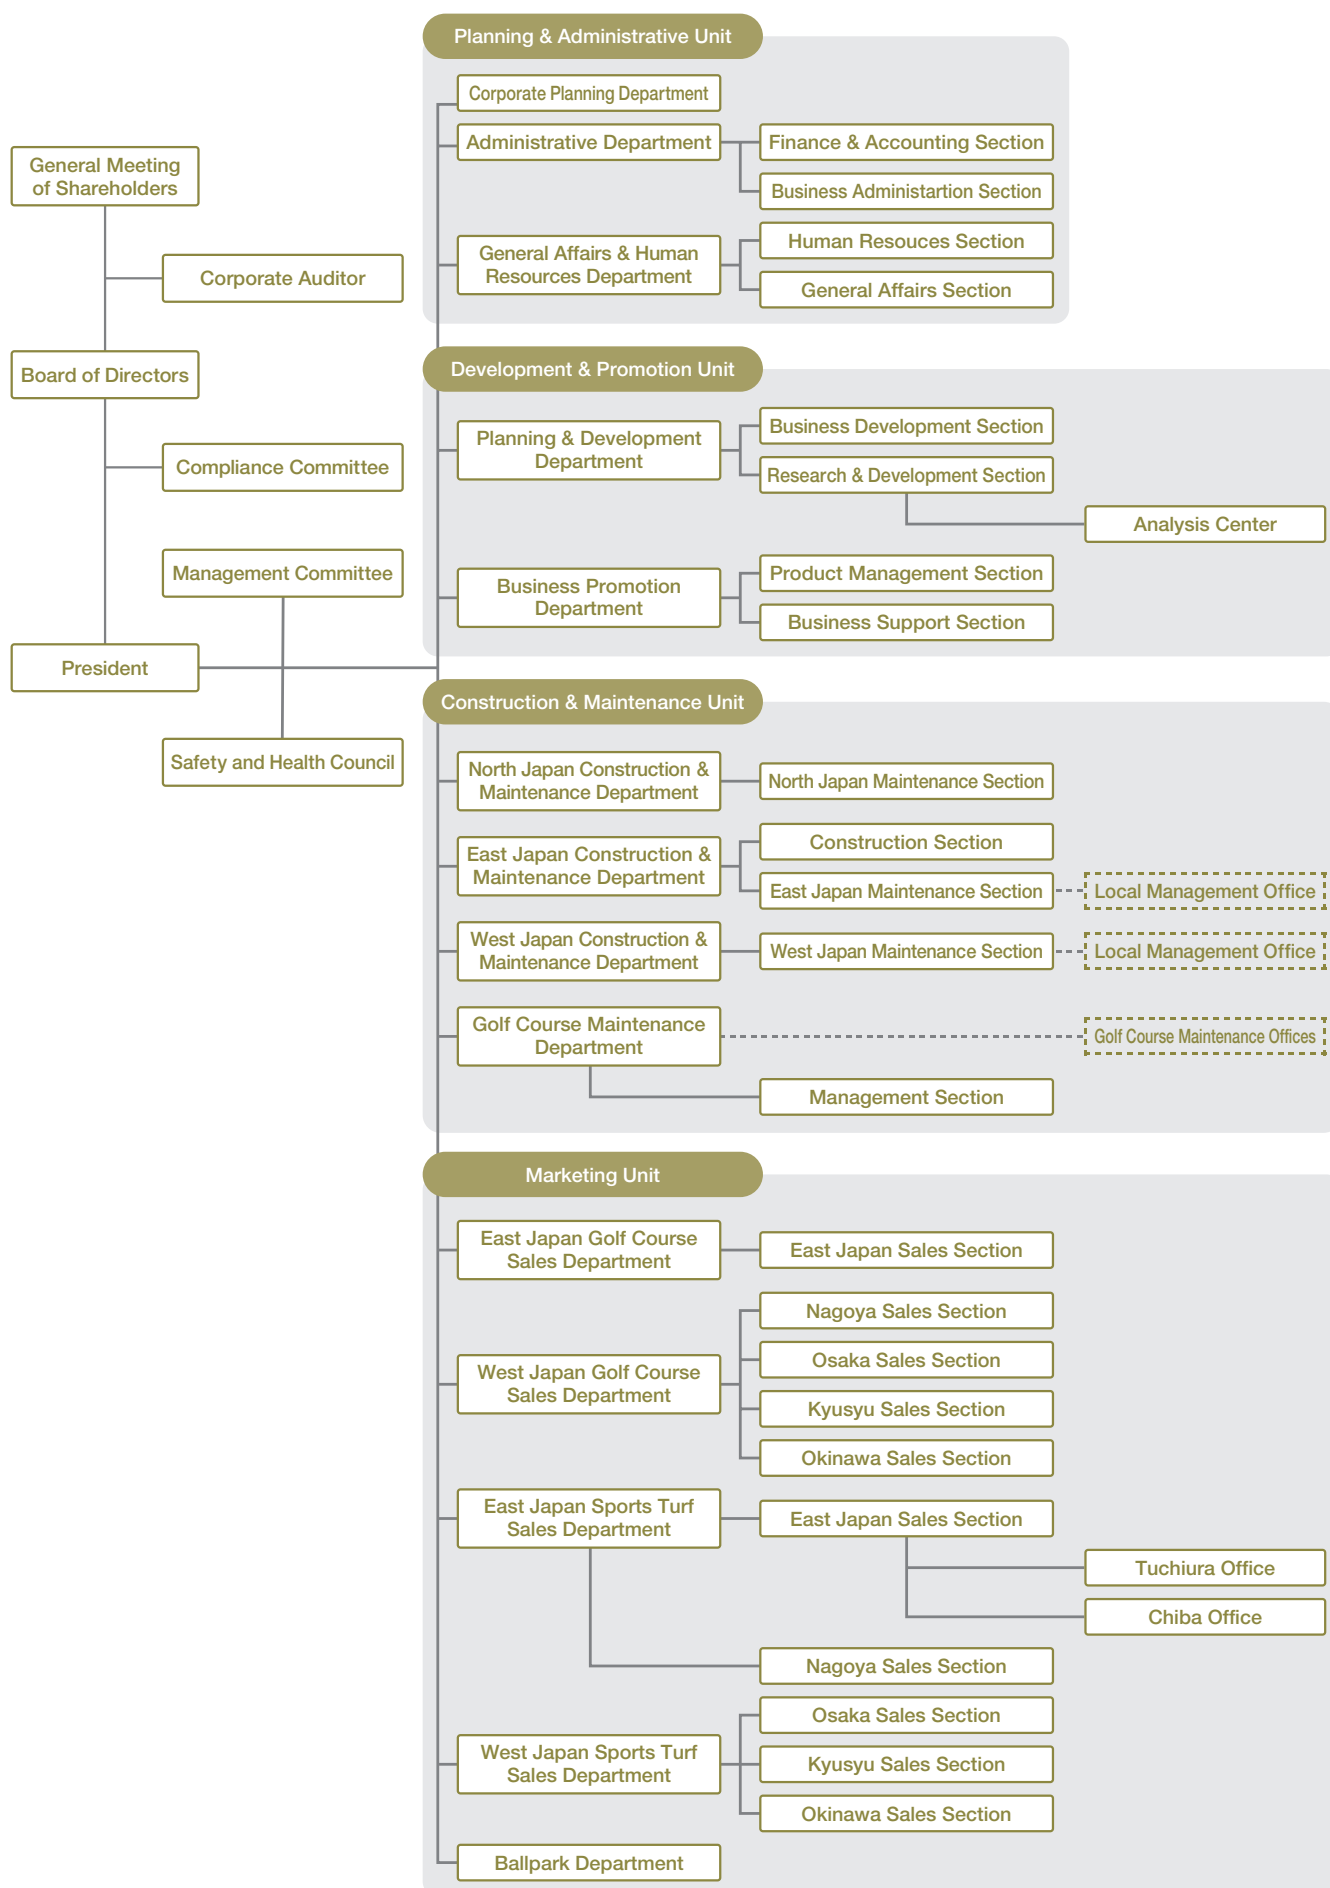 General Meeting
of Shareholders
Corporate Auditor
Board of Directors
Compliance Committee
Management Committee
President
Safety and Health Council
Planning & Administrative Unit
Corporate Planning Department
Administrative Department
Finance & Accounting Section
Business Administartion Section
General Affairs & Human
Resources Department
Human Resouces Section
General Affairs Section
Development & Promotion Unit
Planning & Development
Department
Business Development Section
Research & Development Section
Analysis Center
Business Promotion
Department
Product Management Section
Business Support Section
Construction & Maintenance Unit
North Japan Construction &
Maintenance Department
North Japan Maintenance Section
East Japan Construction &
Maintenance Department
Construction Section
East Japan Maintenance Section
Local Management Office
West Japan Construction &
Maintenance Department
West Japan Maintenance Section
Local Management Office
Golf Course Maintenance
Department
Golf Course Maintenance Offices
Management Section
Marketing Unit
East Japan Golf Course
Sales Department
East Japan Sales Section
West Japan Golf Course
Sales Department
Nagoya Sales Section
Osaka Sales Section
Kyusyu Sales Section
Okinawa Sales Section
East Japan Sports Turf
Sales Department
East Japan Sales Section
Tuchiura Office
Chiba Office
Nagoya Sales Section
West Japan Sports Turf
Sales Department
Osaka Sales Section
Kyusyu Sales Section
Okinawa Sales Section
Ballpark Department